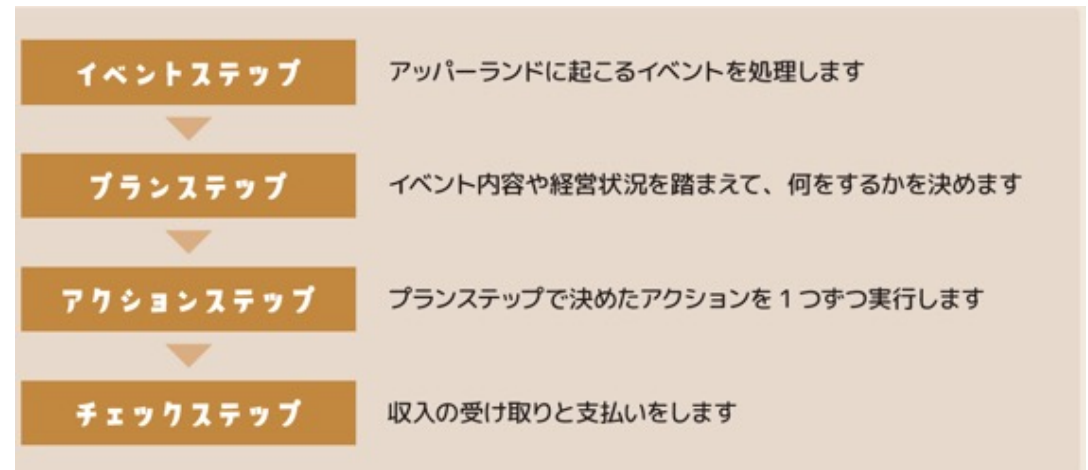 イベントステップ
アッパーランドに起こるイベントを処理します
プランステップ
イベント内容や経営状況を踏まえて、何をするかを決めます
アクションステップ
プランステップで決めたアクションを1つずつ実行します
チェックステップ
収入の受け取りと支払いをします